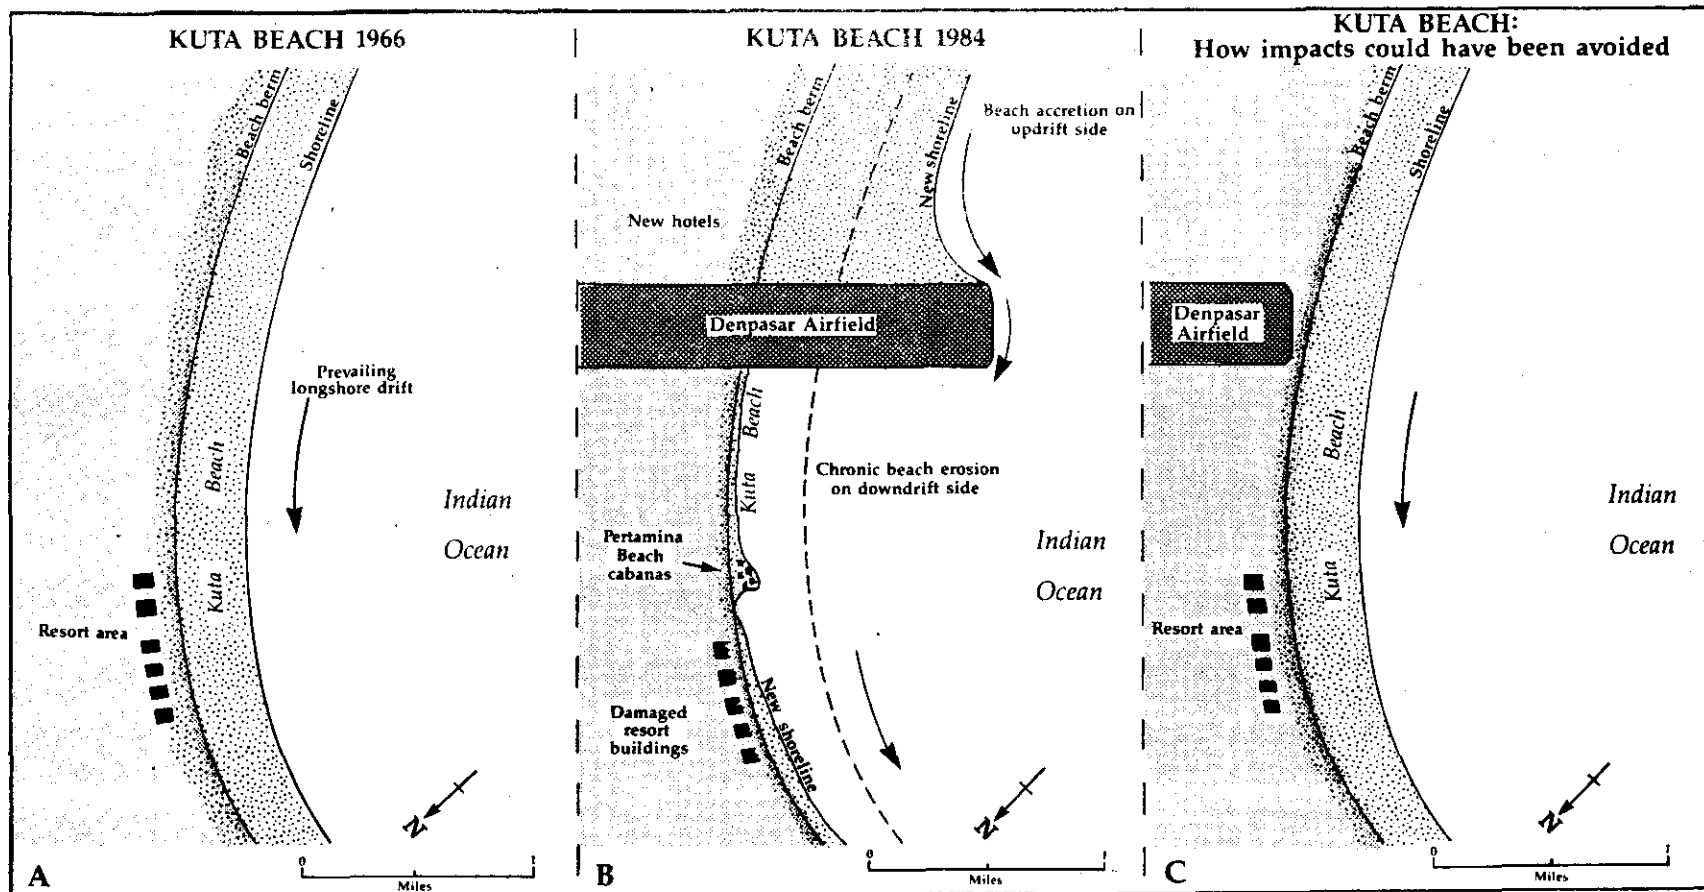 KUTA BEACH 1966
Beach berm
Shoreline
Prevailing
longshore drift
Beach
Kuta
Indian
Ocean
Resort area
N
0 1
Miles
A
KUTA BEACH 1984
Beach berm
New shoreline
Beach accretion on
updrift side
New hotels
Denpasar Airfield
Beach
Kuta
Chronic beach erosion
on downdrift side
Pertamina
Beach
cabanas
Indian
Ocean
Damaged
resort
buildings
New shoreline
N
0 1
Miles
B
KUTA BEACH:
How impacts could have been avoided
Beach berm
Shoreline
Denpasar
Airfield
Beach
Kuta
Indian
Ocean
Resort area
N
0 1
Miles
C